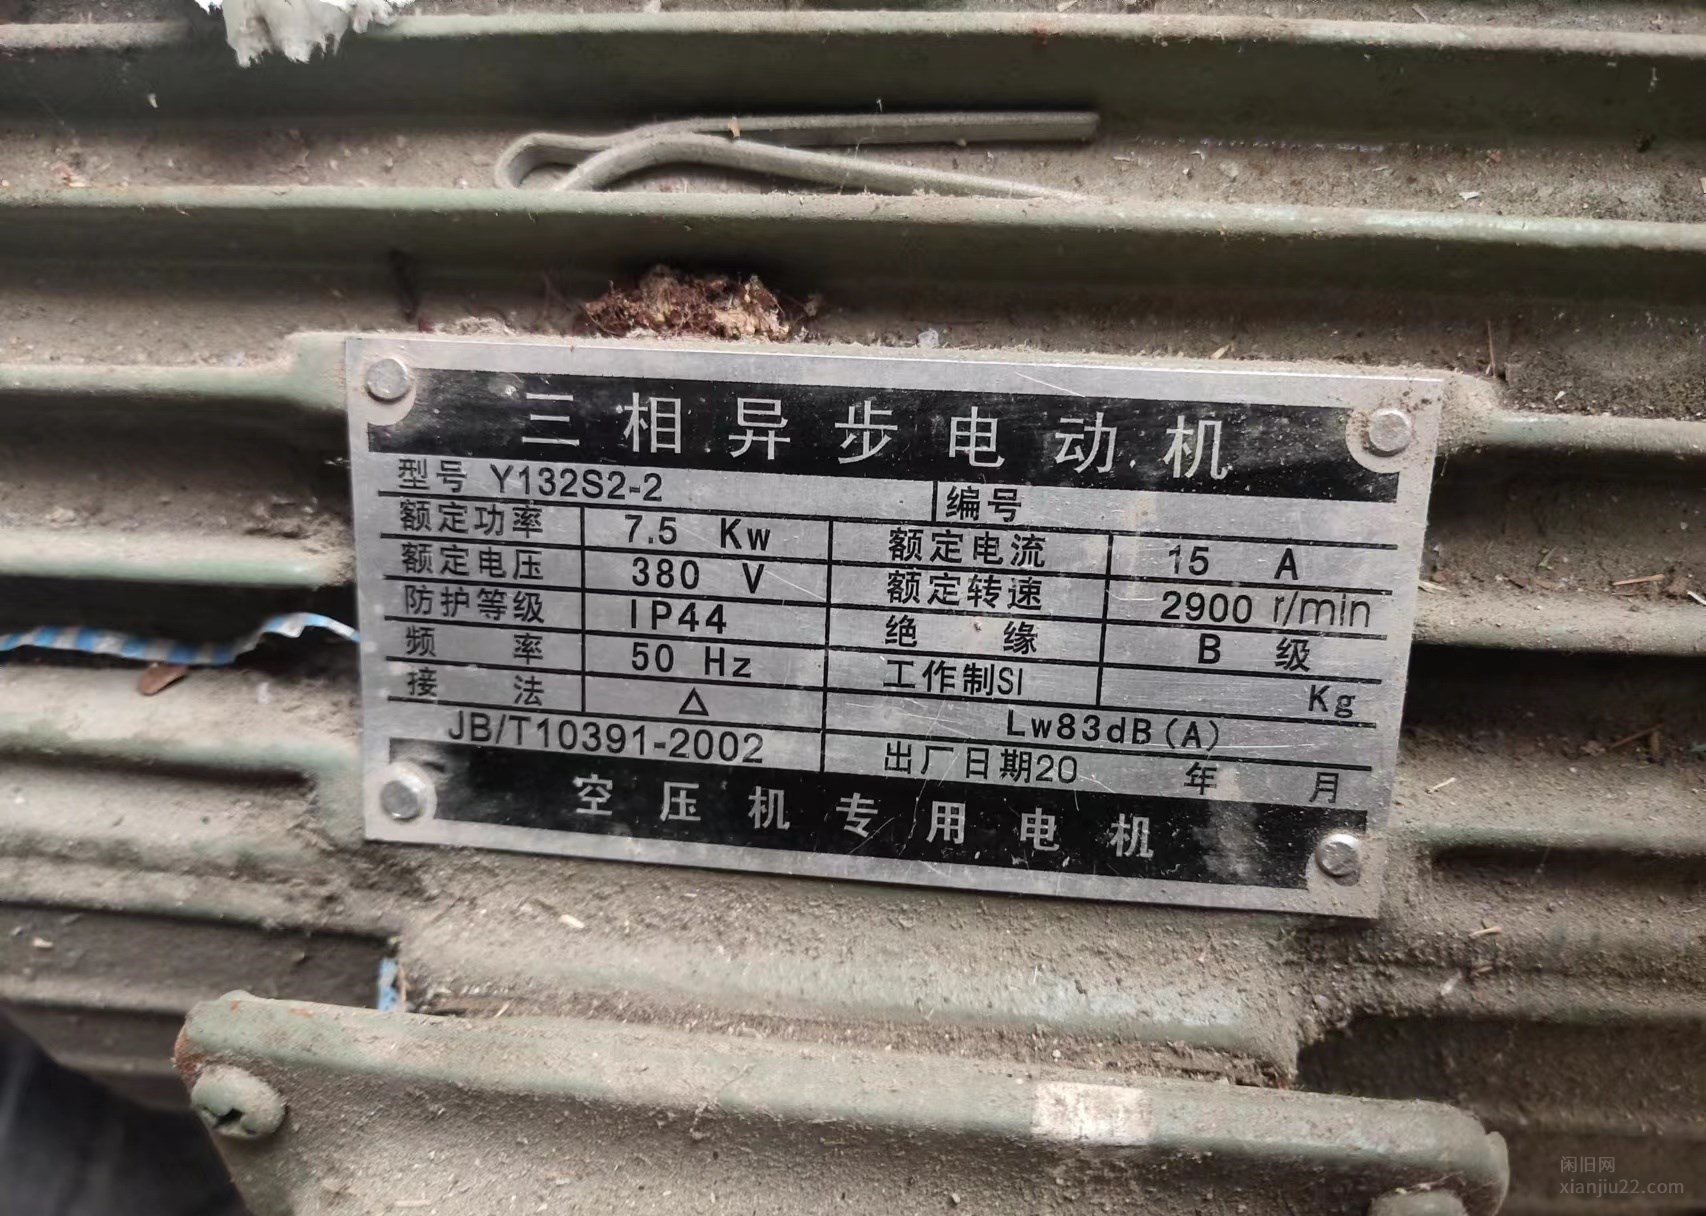 三相异步电动机
型号 Y132S2-2 编号
额定功率 7.5 Kw 额定电流 15 A
额定电压 380 V 额定转速 2900 r/min
防护等级 IP44 绝 缘 B 级
频 率 50 Hz 工作制SI Kg
接 法 △ Lw83dB(A)
JB/T10391-2002 出厂日期20 年 月
空压机专用电机
闲旧网
xianjiu22.com